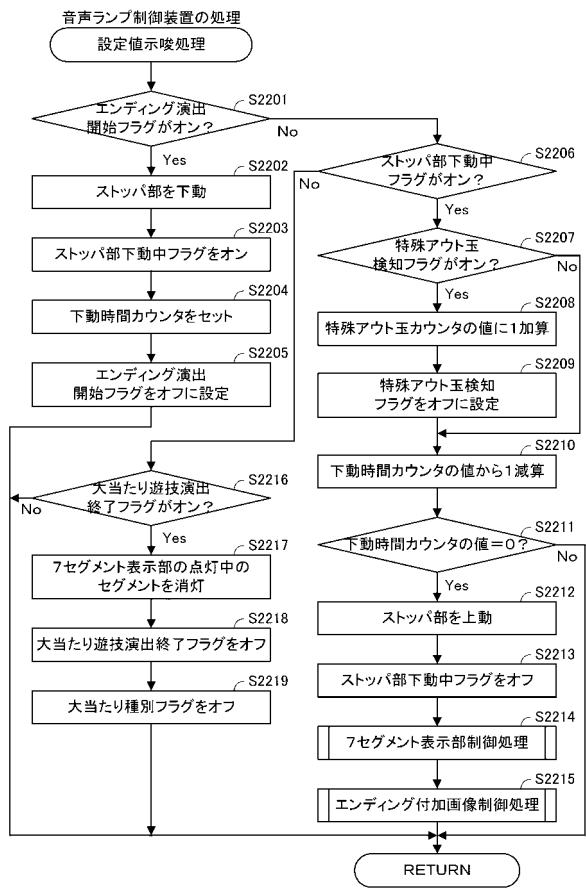 音声ランプ制御装置の処理
設定値示唆処理
S2201
エンディング演出
開始フラグがオン?
No
Yes
S2202
ストッパ部を下動
S2203
ストッパ部下動中フラグをオン
S2204
下動時間カウンタをセット
S2205
エンディング演出
開始フラグをオフに設定
S2206
ストッパ部下動中
フラグがオン?
No
Yes
S2207
特殊アウト玉
検知フラグがオン?
No
Yes
S2208
特殊アウト玉カウンタの値に1加算
S2209
特殊アウト玉検知
フラグをオフに設定
S2210
下動時間カウンタの値から1減算
S2211
下動時間カウンタの値=0?
No
Yes
S2212
ストッパ部を上動
S2213
ストッパ部下動中フラグをオフ
S2214
7セグメント表示部制御処理
S2215
エンディング付加画像制御処理
S2216
大当たり遊技演出
終了フラグがオン?
No
Yes
S2217
7セグメント表示部の点灯中の
セグメントを消灯
S2218
大当たり遊技演出終了フラグをオフ
S2219
大当たり種別フラグをオフ
RETURN